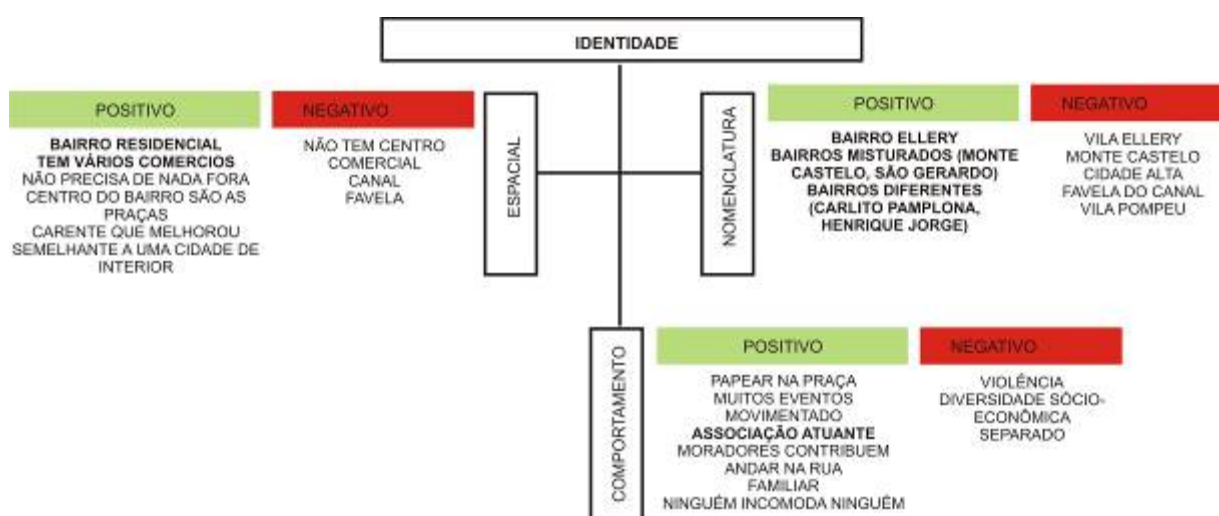 IDENTIDADE
POSITIVO
BAIRRO RESIDENCIAL
TEM VÁRIOS COMERCIOS
NÃO PRECISA DE NADA FORA
CENTRO DO BAIRRO SÃO AS
PRAÇAS
CARENTE QUE MELHOROU
SEMELHANTE A UMA CIDADE DE
INTERIOR
NEGATIVO
NÃO TEM CENTRO
COMERCIAL
CANAL
FAVELA
ESPACIAL
NOMENCLATURA
POSITIVO
BAIRRO ELLERY
BAIRROS MISTURADOS (MONTE
CASTELO, SÃO GERARDO)
BAIRROS DIFERENTES
(CARLITO PAMPLONA,
HENRIQUE JORGE)
NEGATIVO
VILA ELLERY
MONTE CASTELO
CIDADE ALTA
FAVELA DO CANAL
VILA POMPEU
COMPORTAMENTO
POSITIVO
PAPEAR NA PRAÇA
MUITOS EVENTOS
MOVIMENTADO
ASSOCIAÇÃO ATUANTE
MORADORES CONTRIBUEM
ANDAR NA RUA
FAMILIAR
NINGUÉM INCOMODA NINGUÉM
NEGATIVO
VIOLÊNCIA
DIVERSIDADE SÓCIO-
ECONÔMICA
SEPARADO